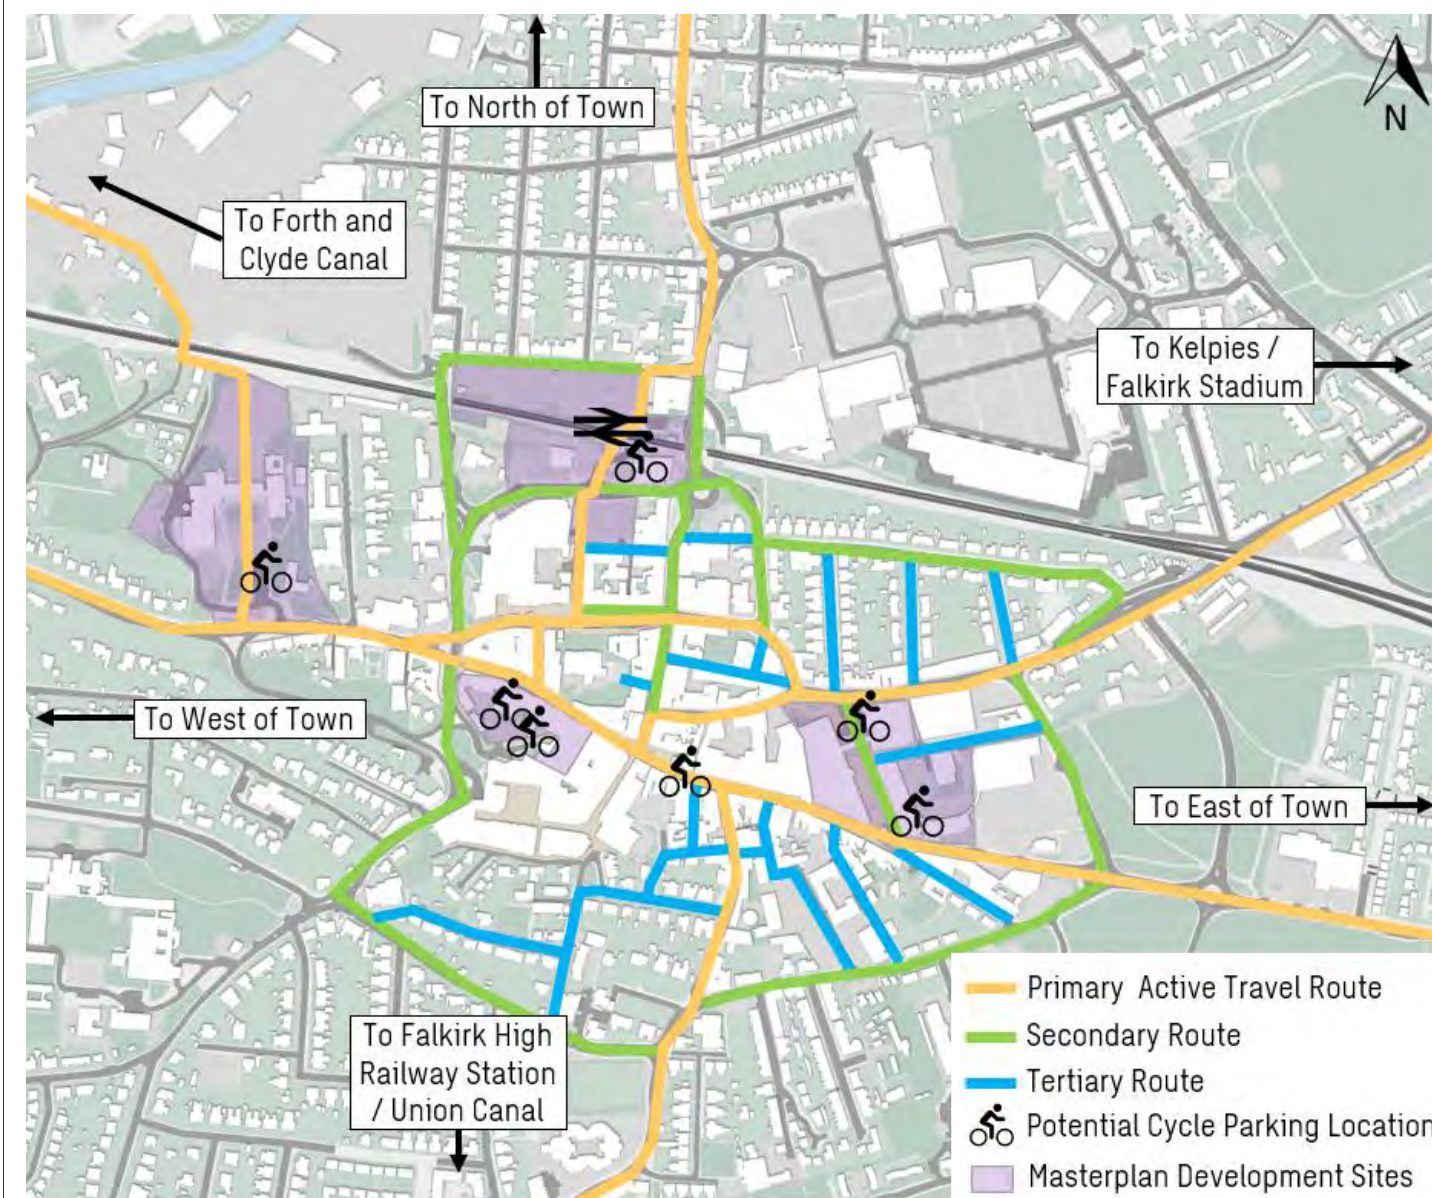 To North of Town
N
To Forth and
Clyde Canal
To Kelpies /
Falkirk Stadium
To West of Town
To East of Town
To Falkirk High
Railway Station
/ Union Canal
Primary Active Travel Route
Secondary Route
Tertiary Route
Potential Cycle Parking Location
Masterplan Development Sites